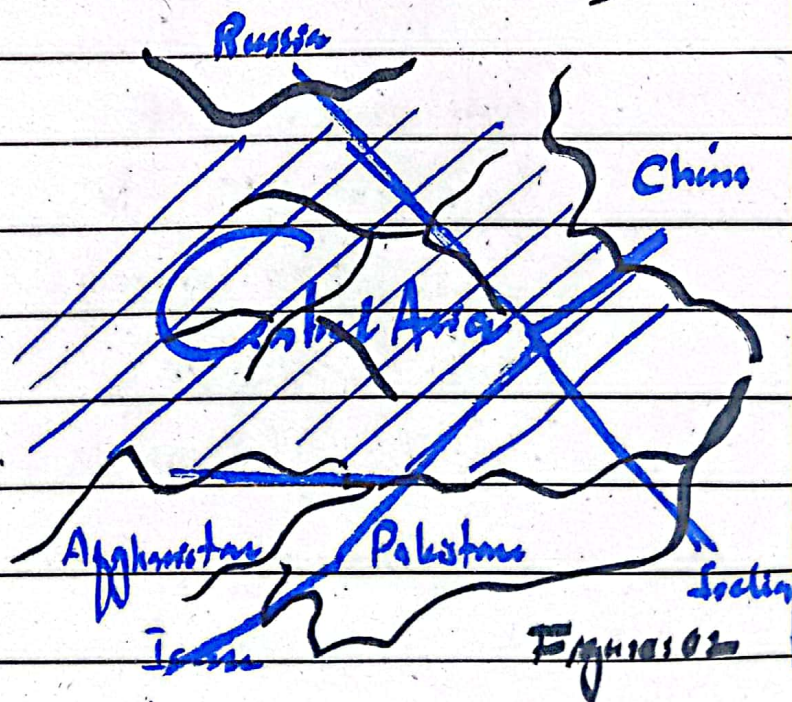 Russia
China
Central Asia
Afghanistan Pakistan
India
Iran
Figure: 02